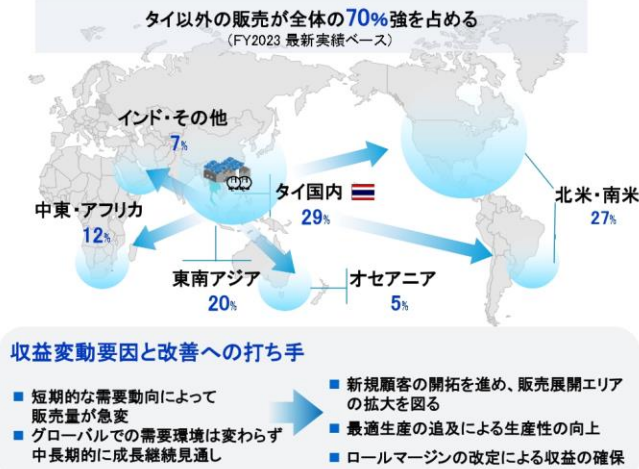 タイ以外の販売が全体の70%強を占める
(FY2023 最新実績ベース)
インド・その他
7%
中東・アフリカ
12%
タイ国内
29%
北米・南米
27%
東南アジア
20%
オセアニア
5%
収益変動要因と改善への打ち手
■ 短期的な需要動向によって
販売量が急変
■ グローバルでの需要環境は変わらず
中長期的に成長継続見通し
■ 新規顧客の開拓を進め、販売展開エリア
の拡大を図る
■ 最適生産の追及による生産性の向上
■ ロールマージンの改定による収益の確保